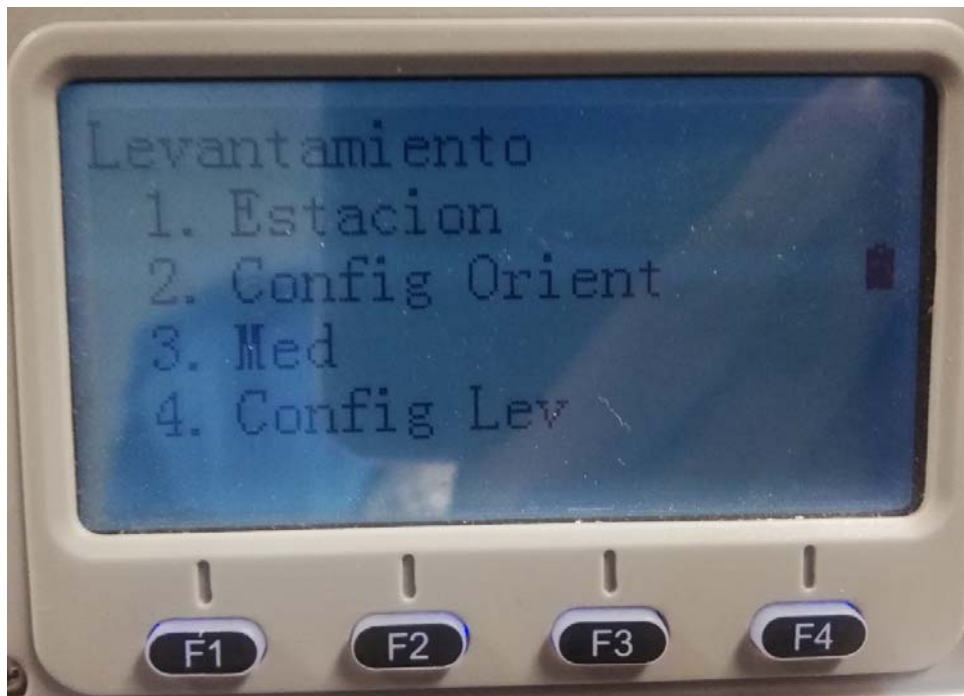 Levantamiento
1. Estacion
2. Config Orient
3. Med
4. Config Lev
F1 F2 F3 F4